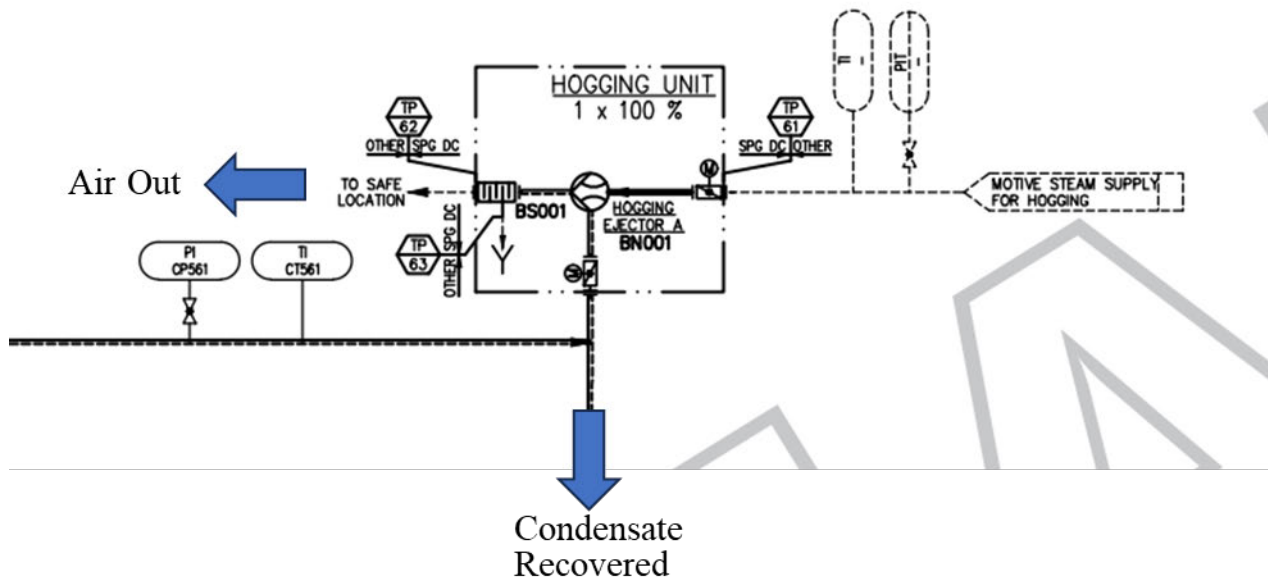 HOGGING UNIT
1 x 100 %
TP
62
OTHER SPG DC
TP
61
SPG DC OTHER
TI
PIT
Air Out
TO SAFE
LOCATION
BS001
HOGGING
EJECTOR A
BN001
M
MOTIVE STEAM SUPPLY
FOR HOGGING
TP
63
OTHER SPG DC
M
PI
CP561
TI
CT561
Condensate
Recovered